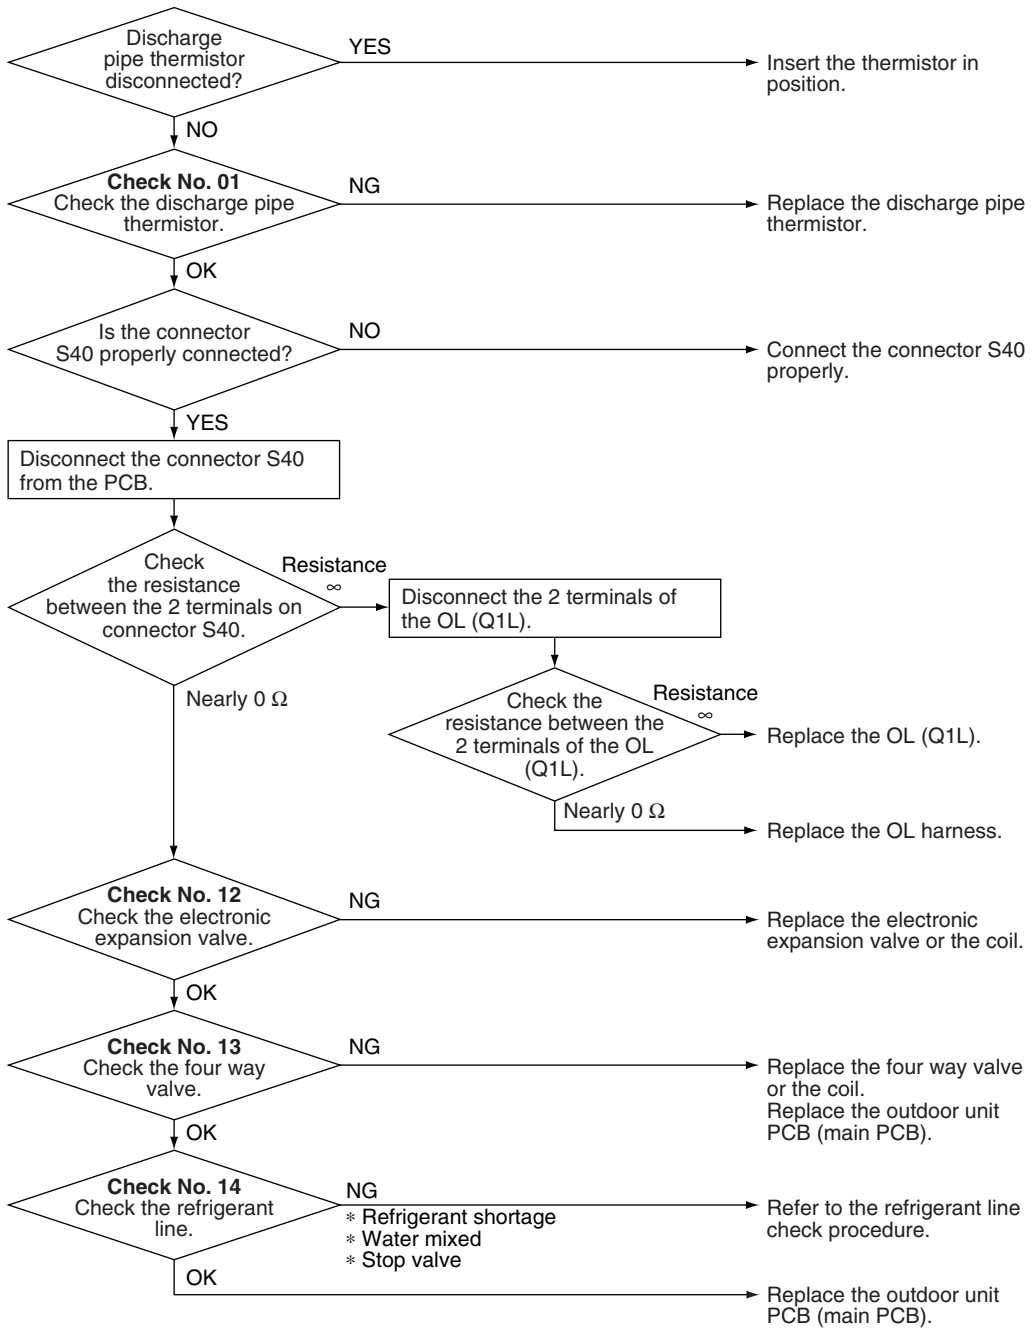 Discharge
pipe thermistor
disconnected?
YES
Insert the thermistor in
position.
NO
Check No. 01
Check the discharge pipe
thermistor.
NG
Replace the discharge pipe
thermistor.
OK
Is the connector
S40 properly connected?
NO
Connect the connector S40
properly.
YES
Disconnect the connector S40
from the PCB.
Check
the resistance
between the 2 terminals on
connector S40.
Resistance
∞
Disconnect the 2 terminals of
the OL (Q1L).
Nearly 0 Ω
Check the
resistance between the
2 terminals of the OL
(Q1L).
Resistance
∞
Replace the OL (Q1L).
Nearly 0 Ω
Replace the OL harness.
Check No. 12
Check the electronic
expansion valve.
NG
Replace the electronic
expansion valve or the coil.
OK
Check No. 13
Check the four way
valve.
NG
Replace the four way valve
or the coil.
Replace the outdoor unit
PCB (main PCB).
OK
Check No. 14
Check the refrigerant
line.
NG
* Refrigerant shortage
* Water mixed
* Stop valve
Refer to the refrigerant line
check procedure.
OK
Replace the outdoor unit
PCB (main PCB).